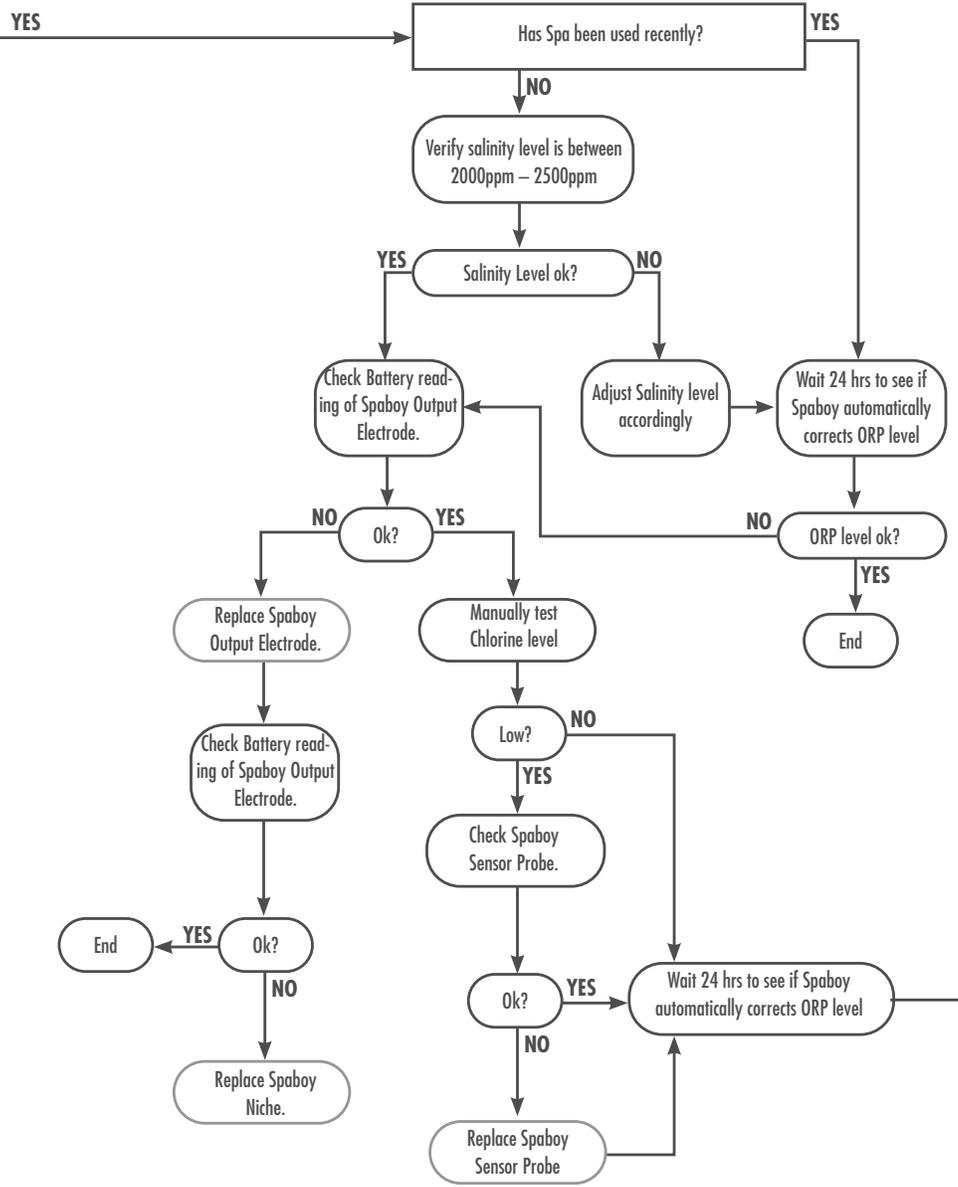 YES
Has Spa been used recently?
YES
NO
Verify salinity level is between
2000ppm – 2500ppm
YES
Salinity Level ok?
NO
Check Battery read-
ing of Spaboy Output
Electrode.
Adjust Salinity level
accordingly
Wait 24 hrs to see if
Spaboy automatically
corrects ORP level
NO
Ok?
YES
NO
ORP level ok?
YES
End
Replace Spaboy
Output Electrode.
Manually test
Chlorine level
Low?
NO
YES
Check Battery read-
ing of Spaboy Output
Electrode.
Check Spaboy
Sensor Probe.
End
YES
Ok?
NO
Ok?
YES
NO
Wait 24 hrs to see if Spaboy
automatically corrects ORP level
Replace Spaboy
Niche.
Replace Spaboy
Sensor Probe